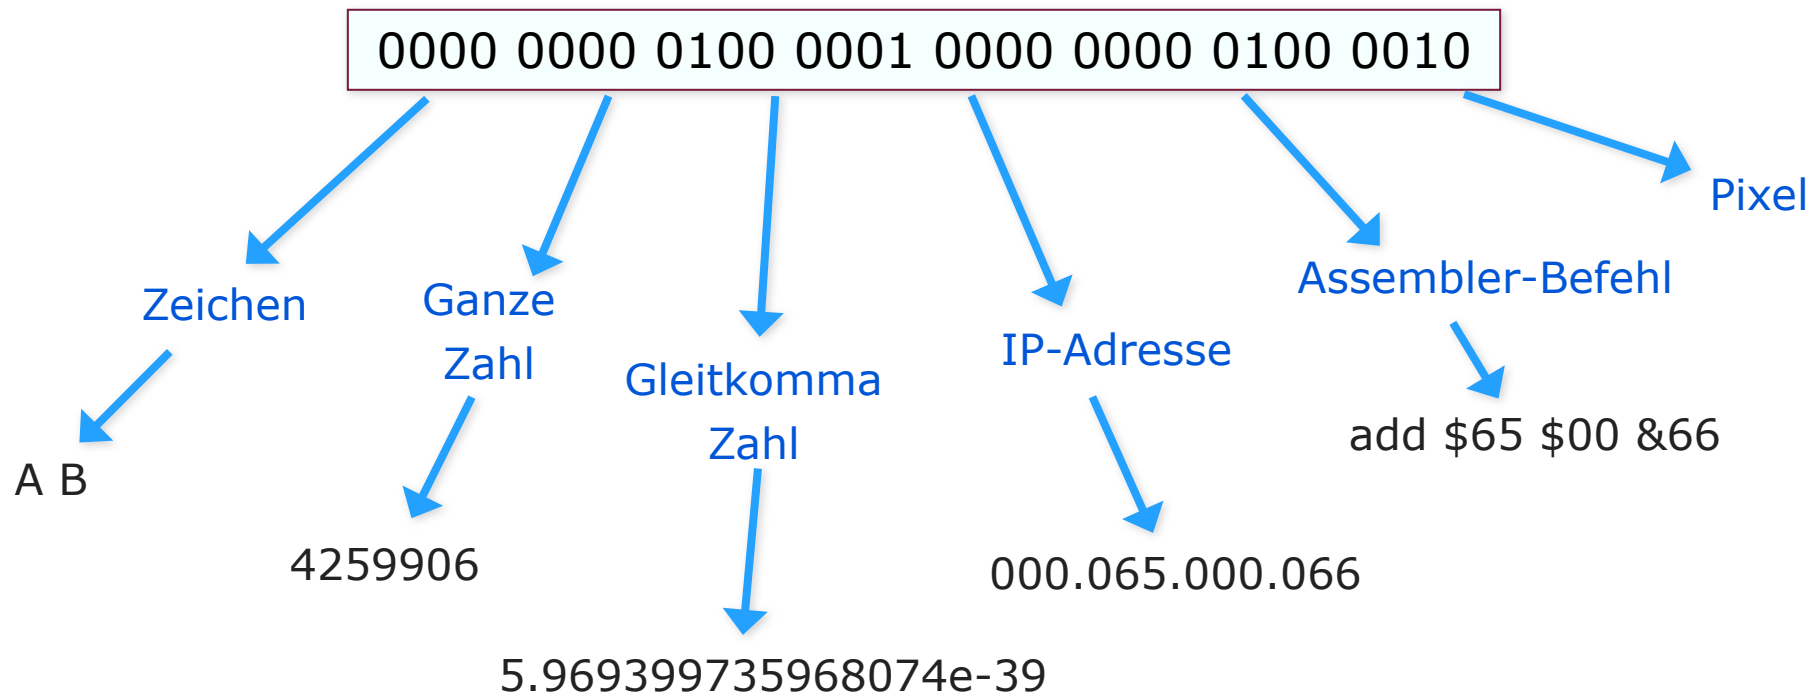 0000 0000 0100 0001 0000 0000 0100 0010
Pixel
Assembler-Befehl
Zeichen
Ganze
Zahl
IP-Adresse
Gleitkomma
Zahl
add $65 $00 &66
A B
4259906
000.065.000.066
5.969399735968074e-39